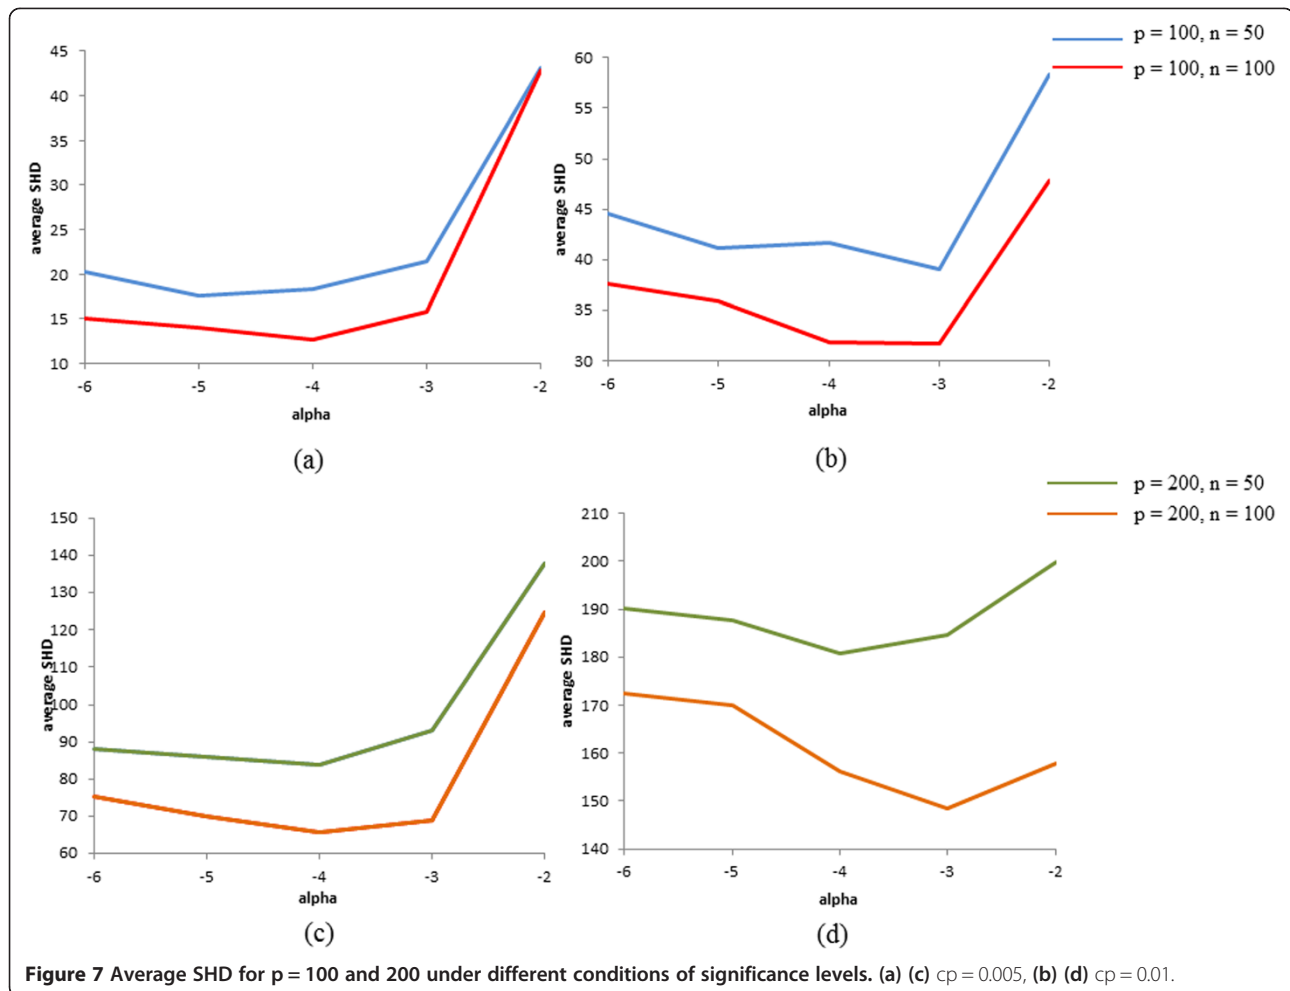 p = 100, n = 50
p = 100, n = 100
45
40
35
30
25
20
15
10
average SHD
-6 -5 -4 -3 -2
alpha
(a)
60
55
50
45
40
35
30
average SHD
-6 -5 -4 -3 -2
alpha
(b)
p = 200, n = 50
p = 200, n = 100
150
140
130
120
110
100
90
80
70
60
average SHD
-6 -5 -4 -3 -2
alpha
(c)
210
200
190
180
170
160
150
140
average SHD
-6 -5 -4 -3 -2
alpha
(d)
Figure 7 Average SHD for p = 100 and 200 under different conditions of significance levels. (a) (c) cp = 0.005, (b) (d) cp = 0.01.